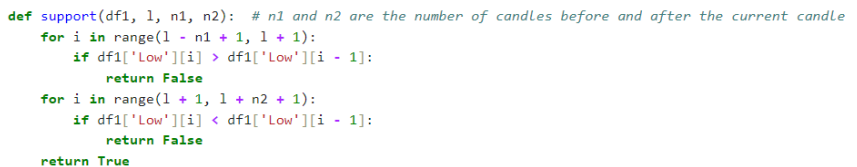 def support(df1, l, n1, n2):  # n1 and n2 are the number of candles before and after the current candle
    for i in range(l - n1 + 1, l + 1):
        if df1['Low'][i] > df1['Low'][i - 1]:
            return False
    for i in range(l + 1, l + n2 + 1):
        if df1['Low'][i] < df1['Low'][i - 1]:
            return False
    return True